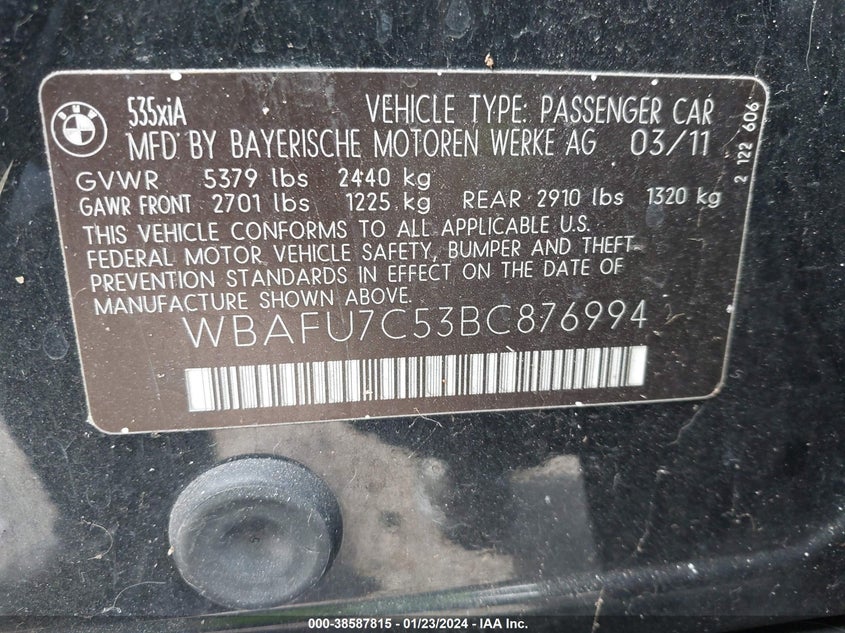 BMW
535xiA VEHICLE TYPE: PASSENGER CAR
MFD BY BAYERISCHE MOTOREN WERKE AG 03/11
GVWR 5379 lbs 2440 kg
GAWR FRONT 2701 lbs 1225 kg REAR 2910 lbs 1320 kg
THIS VEHICLE CONFORMS TO ALL APPLICABLE U.S.
FEDERAL MOTOR VEHICLE SAFETY, BUMPER AND THEFT
PREVENTION STANDARDS IN EFFECT ON THE DATE OF
MANUFACTURE SHOWN ABOVE.
WBAFU7C53BC876994
2 122 606
000-38587815 / 01/23/2024 - IAA Inc.